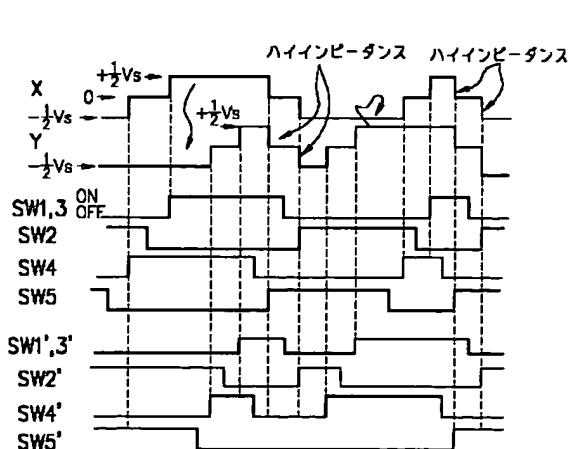 ハイインピーダンス ハイインピーダンス
+½Vs
X 0
-½Vs
+½Vs
Y
-½Vs
SW1,3 ON OFF
SW2
SW4
SW5
SW1',3'
SW2'
SW4'
SW5'